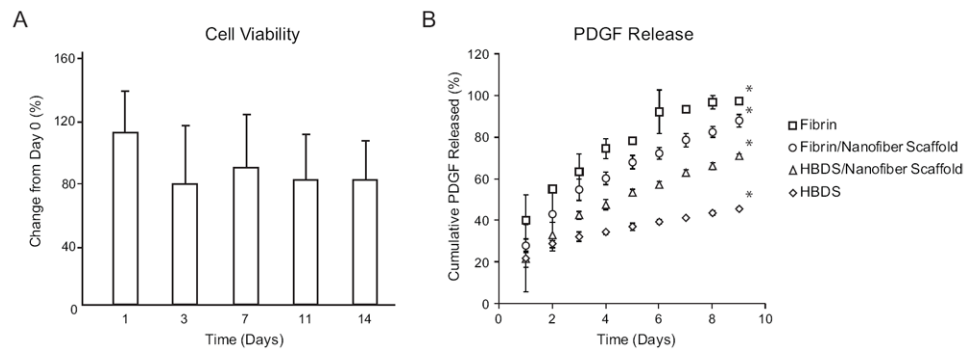 A
Cell Viability
160
120
80
40
0
Change from Day 0 (%)
1 3 7 11 14
Time (Days)
B
PDGF Release
120
100
80
60
40
20
0
Cumulative PDGF Released (%)
0 2 4 6 8 10
Time (Days)
*
*
*
*
Fibrin
Fibrin/Nanofiber Scaffold
HBDS/Nanofiber Scaffold
HBDS